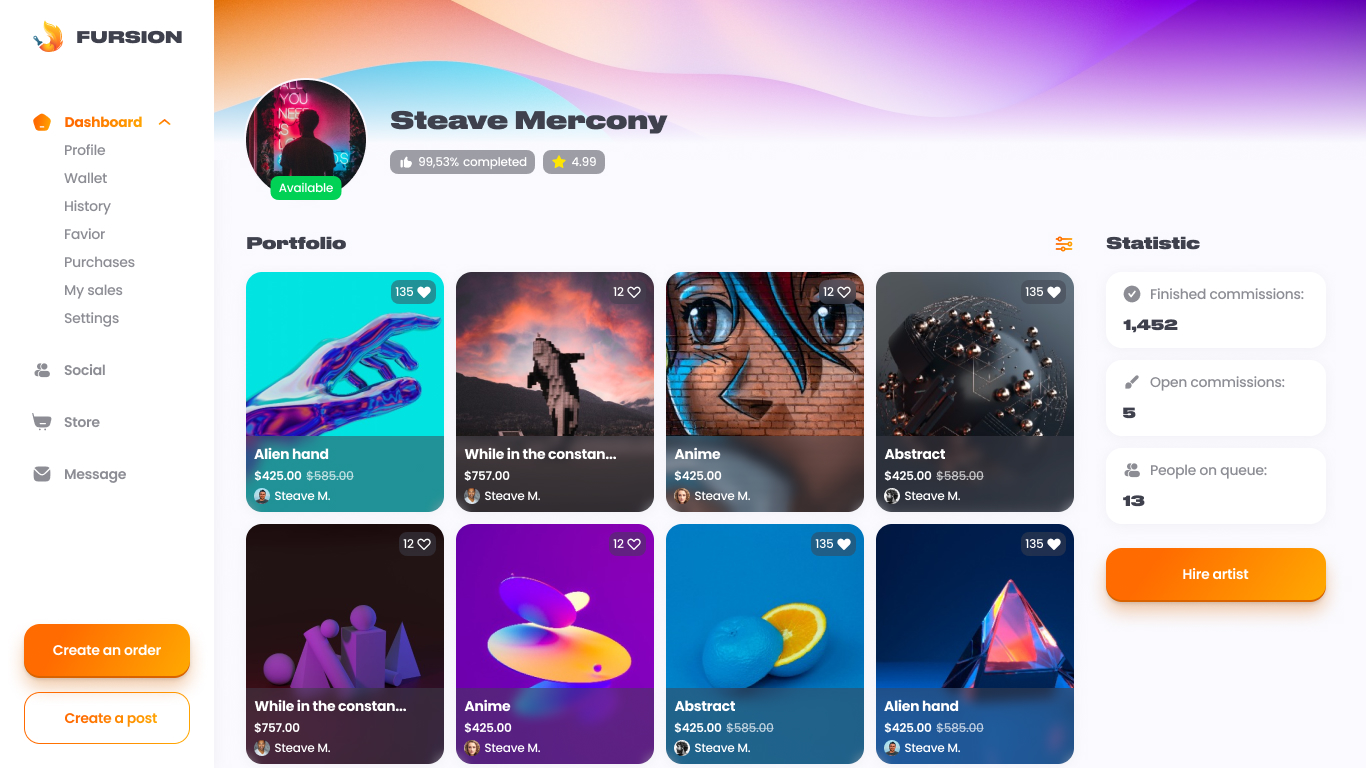 FURSION
Dashboard
Profile
Wallet
History
Favior
Purchases
My sales
Settings
Social
Store
Message
Create an order
Create a post
ALL
YOU
NEED
IS
Available
Steave Mercony
99,53% completed
4.99
Portfolio
135
Alien hand
$425.00 $585.00
Steave M.
12
While in the constan...
$757.00
Steave M.
12
Anime
$425.00
Steave M.
135
Abstract
$425.00 $585.00
Steave M.
12
While in the constan...
$757.00
Steave M.
12
Anime
$425.00
Steave M.
135
Abstract
$425.00 $585.00
Steave M.
135
Alien hand
$425.00 $585.00
Steave M.
Statistic
Finished commissions:
1,452
Open commissions:
5
People on queue:
13
Hire artist